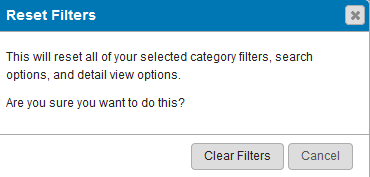 Reset Filters
This will reset all of your selected category filters, search
options, and detail view options.
Are you sure you want to do this?
Clear Filters Cancel